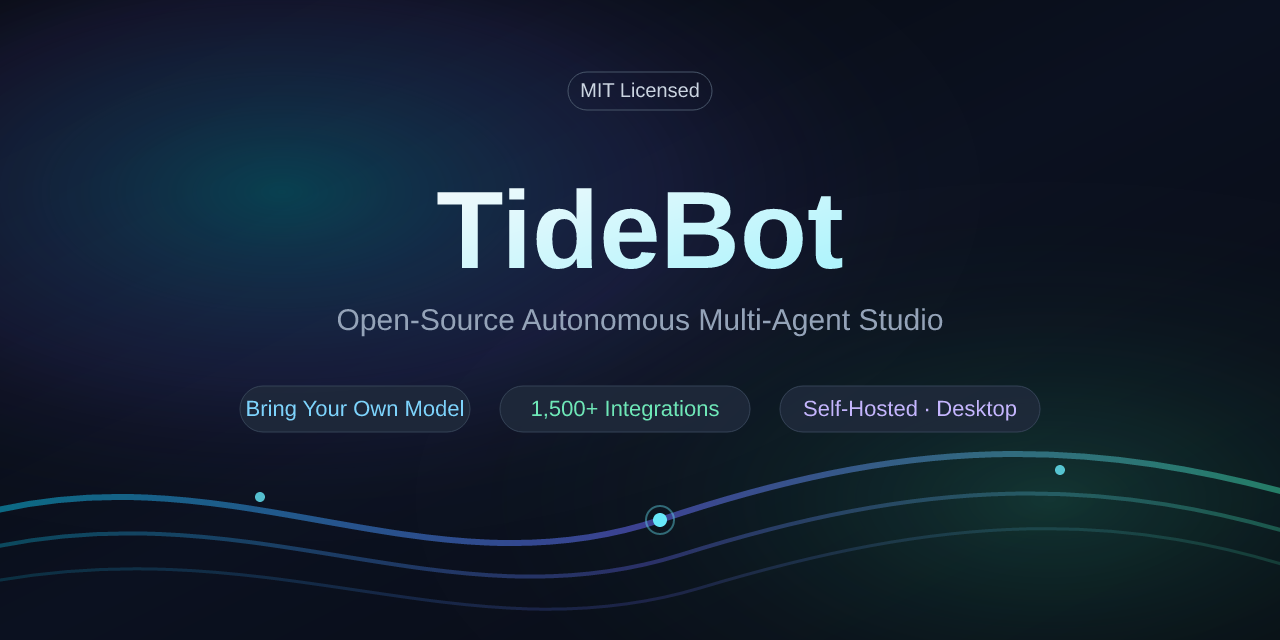 MIT Licensed
TideBot
Open-Source Autonomous Multi-Agent Studio
Bring Your Own Model
1,500+ Integrations
Self-Hosted · Desktop